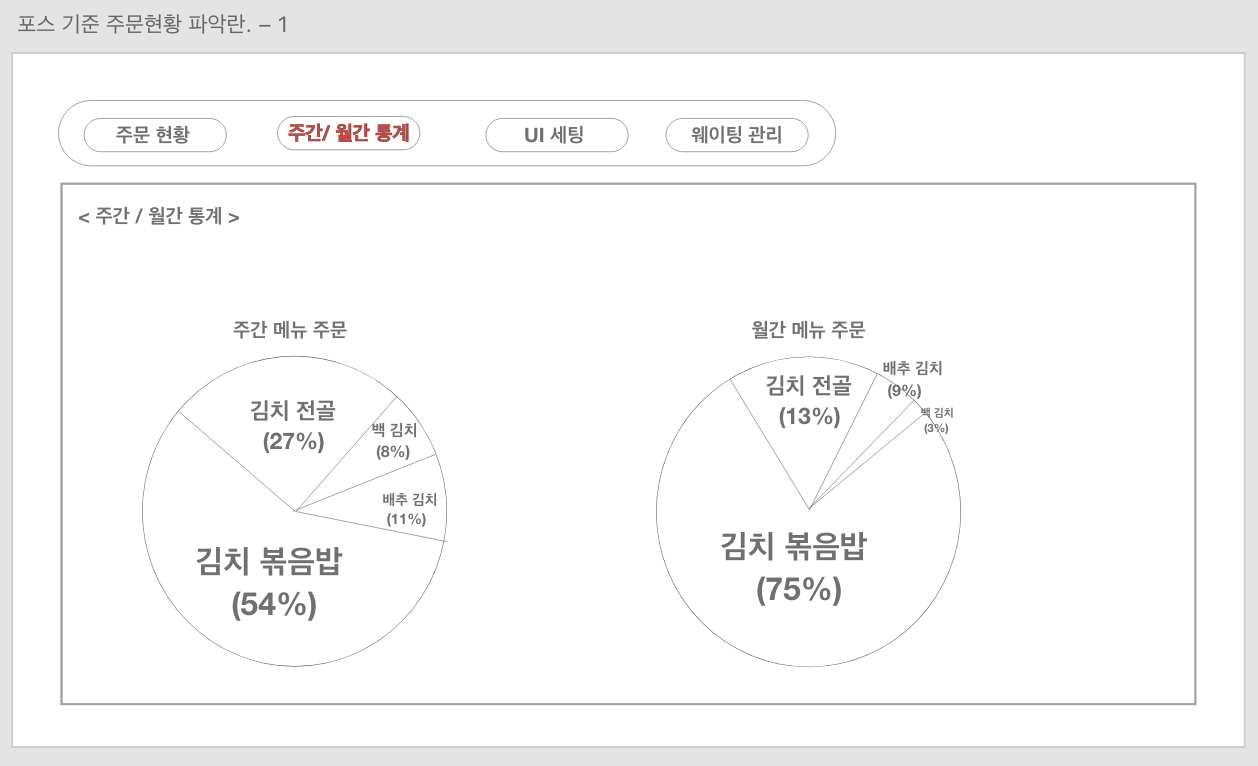 포스 기준 주문현황 파악란. – 1
주문 현황
주간/ 월간 통계
UI 세팅
웨이팅 관리
< 주간 / 월간 통계 >
주간 메뉴 주문
김치 전골
(27%)
백 김치
(8%)
배추 김치
(11%)
김치 볶음밥
(54%)
월간 메뉴 주문
김치 전골
(13%)
배추 김치
(9%)
백 김치
(3%)
김치 볶음밥
(75%)